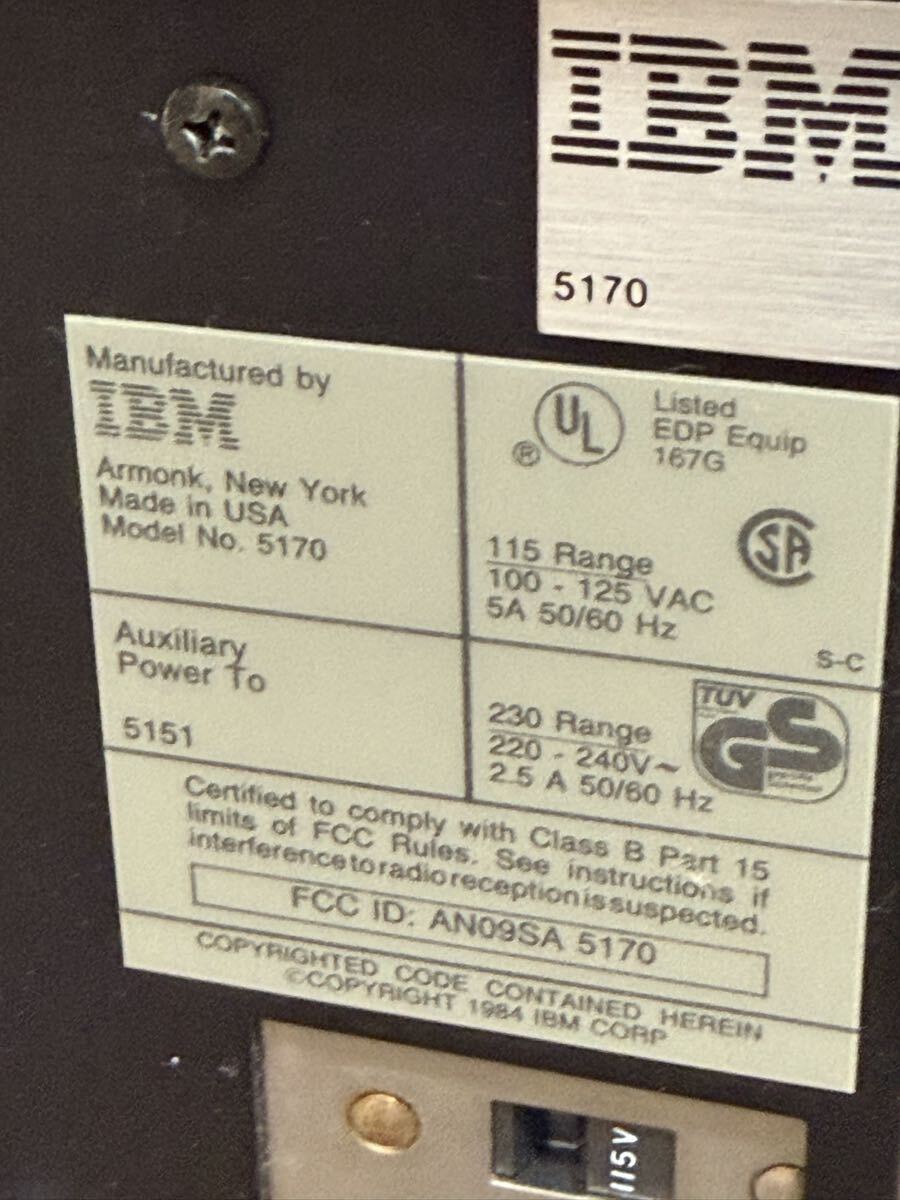 IBM
5170
Manufactured by
IBM
Armonk, New York
Made in USA
Model No. 5170
UL
®
Listed
EDP Equip
167G
115 Range
100 - 125 VAC
5A 50/60 Hz
SA
S-C
Auxiliary
Power To
5151
230 Range
220 - 240V~
2.5 A 50/60 Hz
TUV
GS
Certified to comply with Class B Part 15
limits of FCC Rules. See instructions if
interference to radio reception is suspected.
FCC ID: AN09SA 5170
COPYRIGHTED CODE CONTAINED HEREIN
©COPYRIGHT 1984 IBM CORP
115V